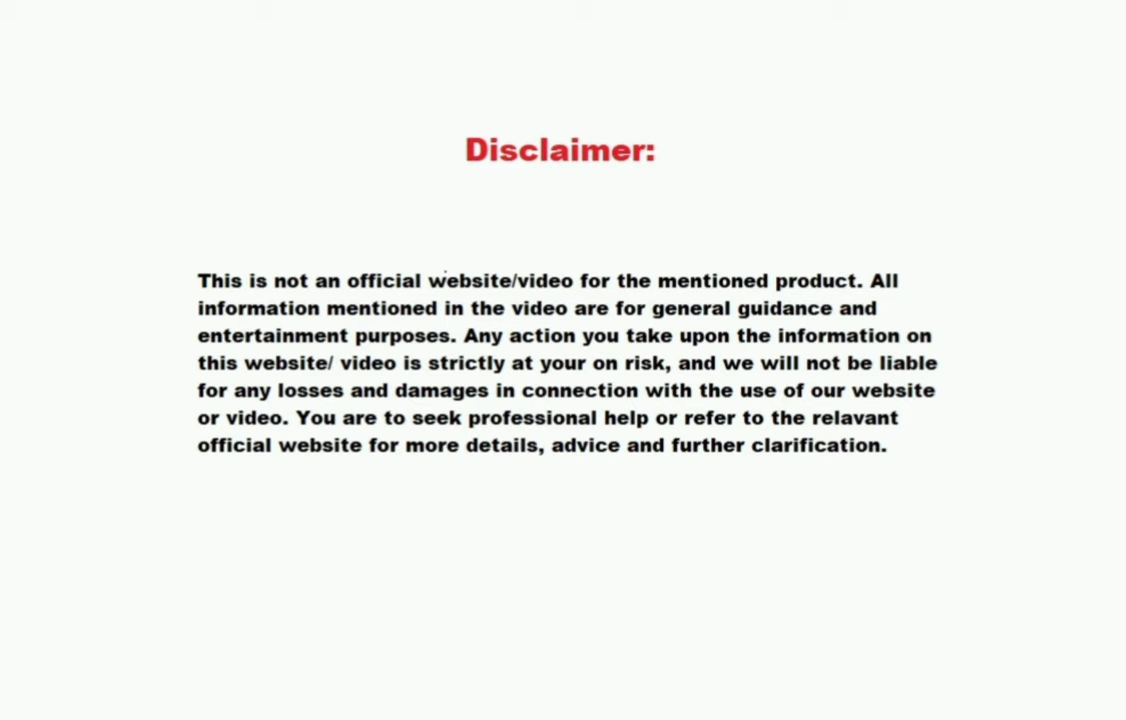 Disclaimer:
This is not an official website/video for the mentioned product. All
information mentioned in the video are for general guidance and
entertainment purposes. Any action you take upon the information on
this website/ video is strictly at your on risk, and we will not be liable
for any losses and damages in connection with the use of our website
or video. You are to seek professional help or refer to the relavant
official website for more details, advice and further clarification.